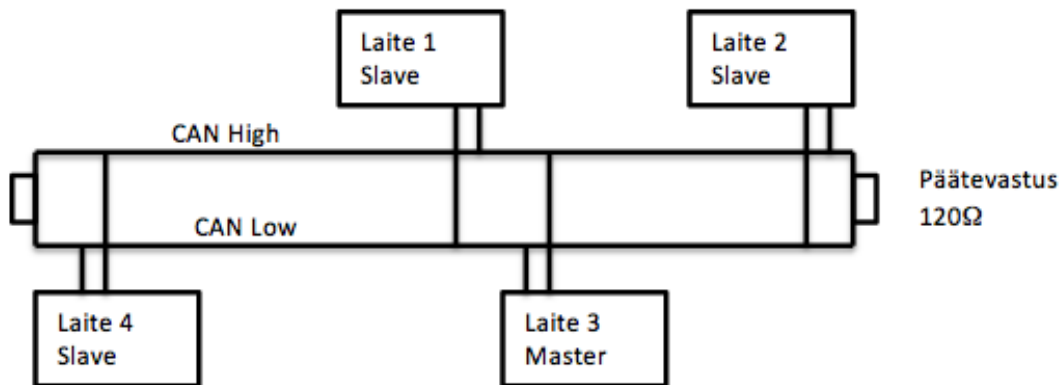 Laite 1
Slave
Laite 2
Slave
CAN High
Päätevastus
120Ω
CAN Low
Laite 4
Slave
Laite 3
Master